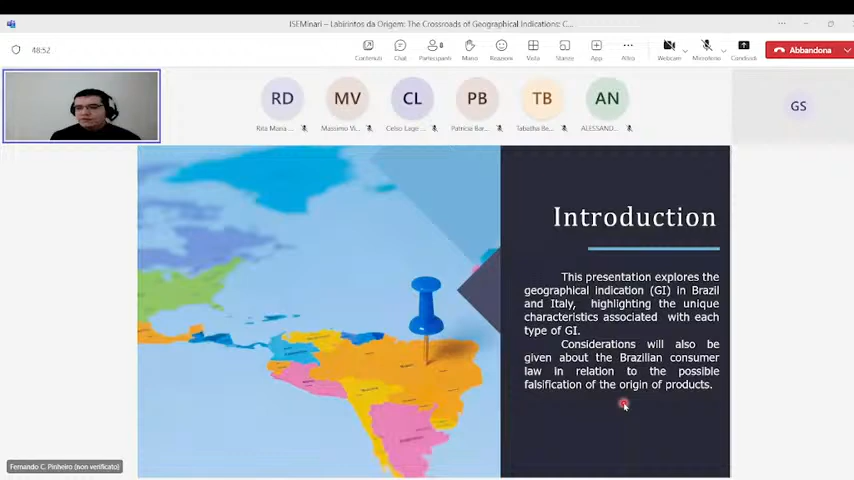 ISEMinari – Labirintos da Origem: The Crossroads of Geographical Indications: C...
48:52
Contenuti
Chat
Partecipanti
8
Mano
Reazioni
Vista
Stanze
App
Altro
Webcam
Microfono
Condividi
Abbandona
RD
MV
CL
PB
TB
AN
GS
Rita Maria ...
Massimo Vi...
Celso Lage ...
Patricia Bar...
Tabatha Be...
ALESSAND...
Introduction
This presentation explores the
geographical indication (GI) in Brazil
and Italy, highlighting the unique
characteristics associated with each
type of GI.
Considerations will also be
given about the Brazilian consumer
law in relation to the possible
falsification of the origin of products.
Fernando C. Pinheiro (non verificato)